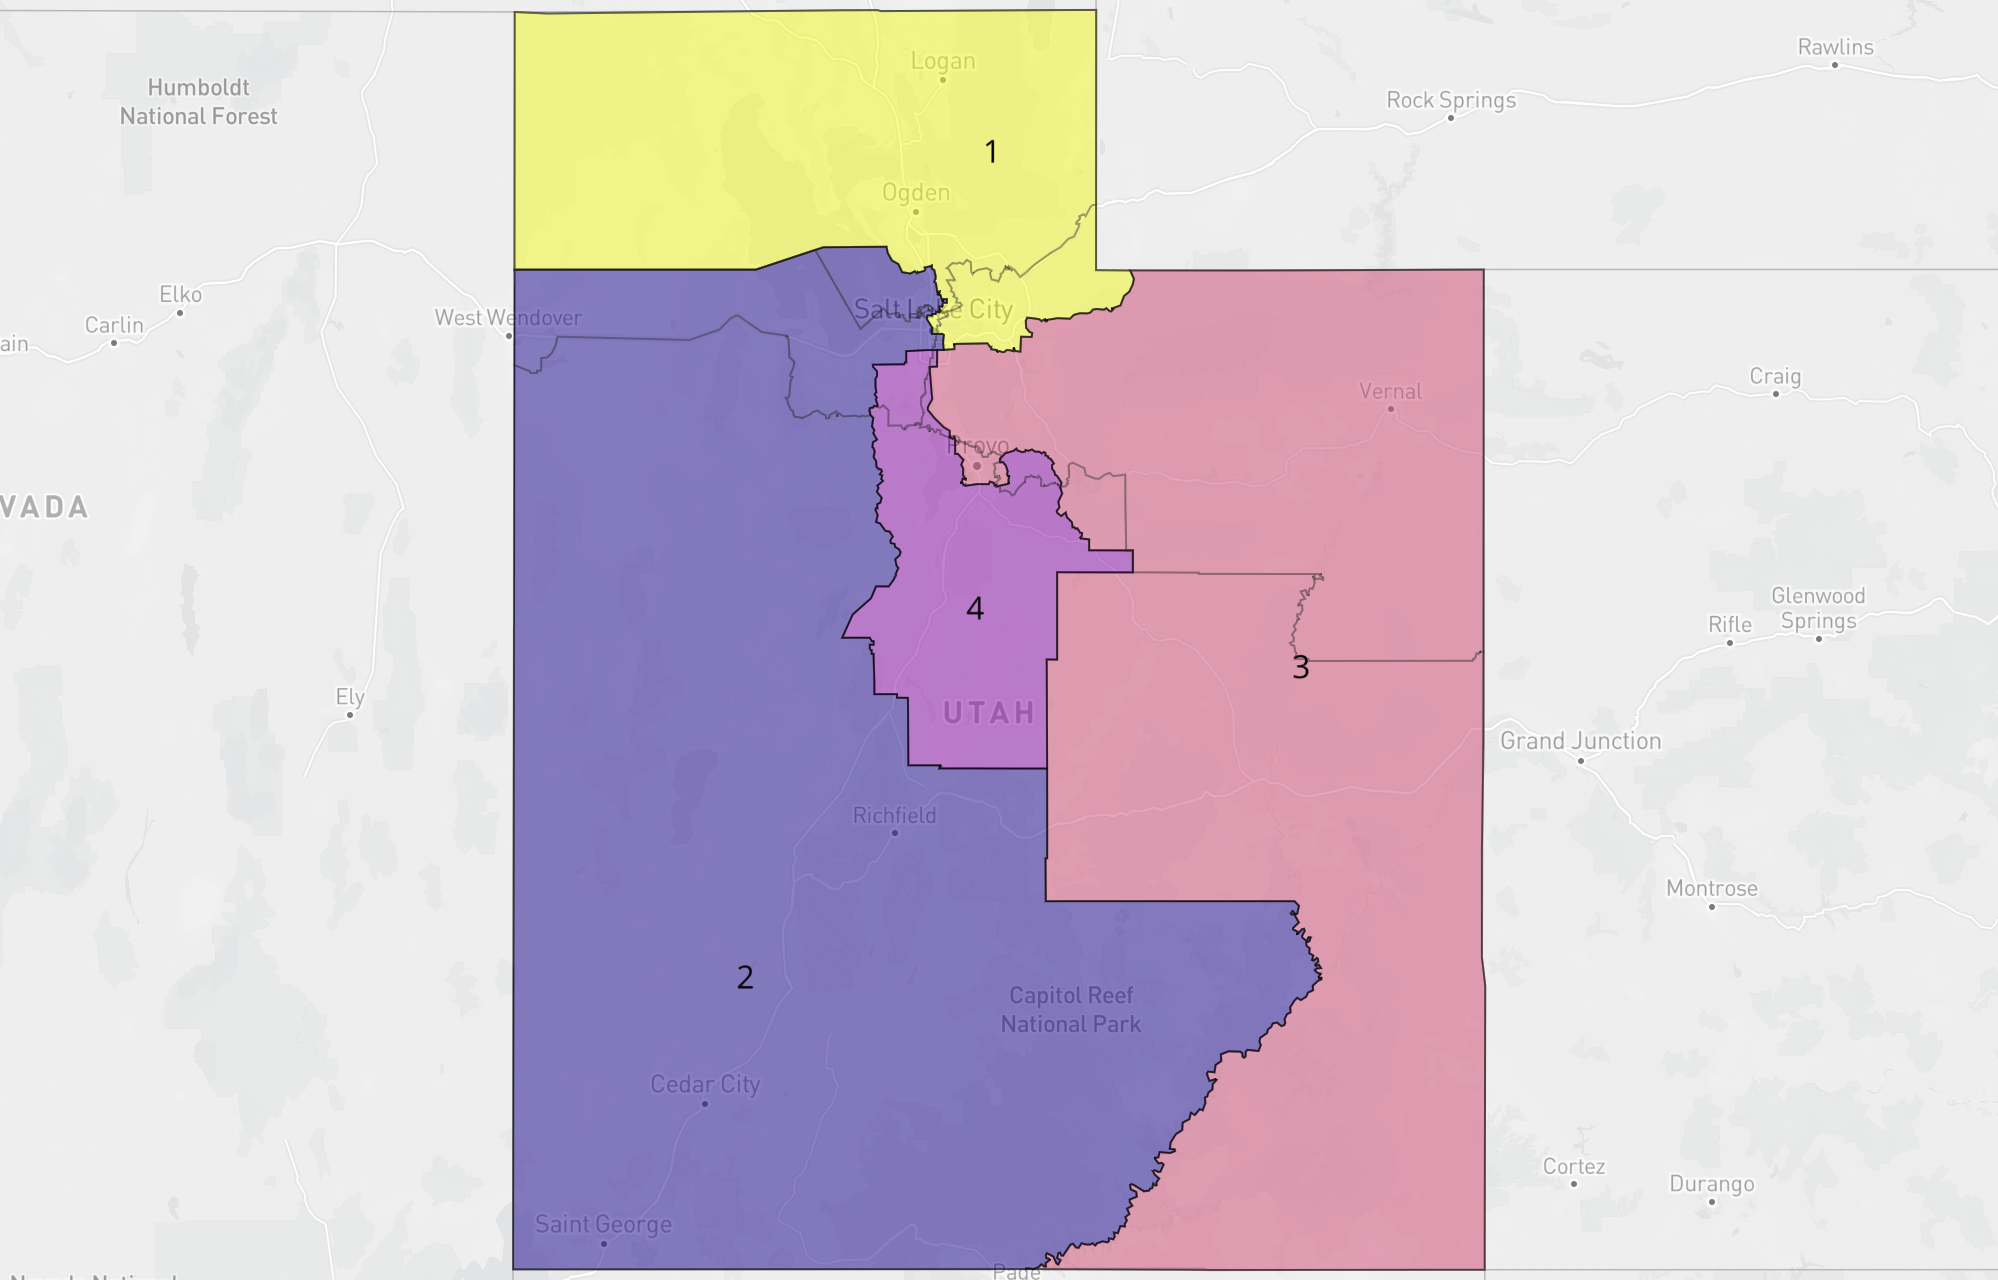 Humboldt
National Forest
Logan
Rawlins
Rock Springs
1
Ogden
Elko
Carlin
ain
West Wendover
Salt Lake City
Craig
Vernal
Provo
VADA
4
Glenwood
Springs
Rifle
3
Ely
UTAH
Grand Junction
Richfield
Montrose
2
Capitol Reef
National Park
Cedar City
Cortez
Durango
Saint George
Page